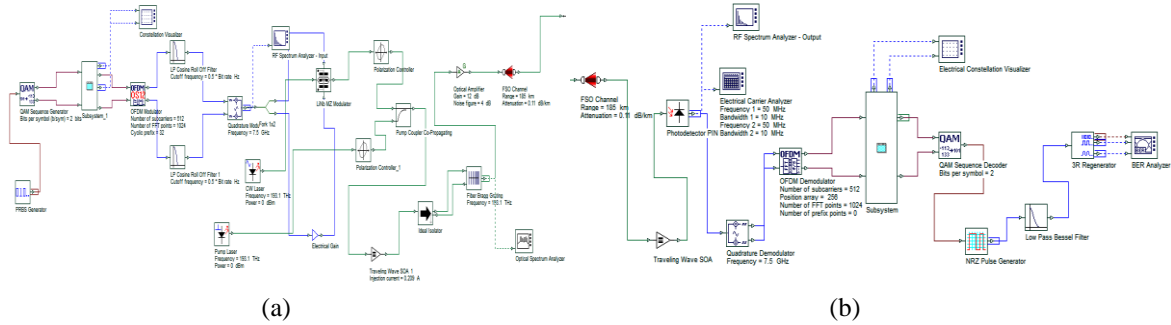 Constellation Visualizer
LP Cosine Roll Off Filter
Cutoff frequency = 0.5 * Bit rate Hz
QAM
QAM Sequence Generator
Bits per symbol (b/sym) = 2 bits
Subsystem_1
OFDM
OFDM Modulator
Number of subcarriers = 512
Number of FFT points = 1024
Cyclic prefix = 32
LP Cosine Roll Off Filter 1
Cutoff frequency = 0.5 * Bit rate Hz
PRBS Generator
RF Spectrum Analyzer - Input
Quadrature Modu
Frequency = 7.5 G
Fork 1x2
LiNb MZ Modulator
CW Laser
Frequency = 193.1 THz
Power = 0 dBm
Pump Laser
Frequency = 193.1 THz
Power = 0 dBm
Electrical Gain
Polarization Controller
Polarization Controller_1
Pump Coupler Co-Propagating
Traveling Wave SOA 1
Injection current = 0.209 A
Ideal Isolator
Fiber Bragg Grating
Frequency = 193.1 THz
Optical Spectrum Analyzer
G
Optical Amplifier
Gain = 12 dB
Noise figure = 4 dB
FSO Channel
Range = 185 km
Attenuation = 0.11 dB/km
(a)
FSO Channel
Range = 185 km
Attenuation = 0.11 dB/km
Traveling Wave SOA
RF Spectrum Analyzer - Output
Photodetector PIN
Electrical Carrier Analyzer
Frequency 1 = 50 MHz
Bandwidth 1 = 10 MHz
Frequency 2 = 50 MHz
Bandwidth 2 = 10 MHz
Quadrature Demodulator
Frequency = 7.5 GHz
OFDM
OFDM Demodulator
Number of subcarriers = 512
Position array = 256
Number of FFT points = 1024
Number of prefix points = 0
Electrical Constellation Visualizer
Subsystem
QAM
QAM Sequence Decoder
Bits per symbol = 2
NRZ Pulse Generator
Low Pass Bessel Filter
3R Regenerator
BER Analyzer
(b)